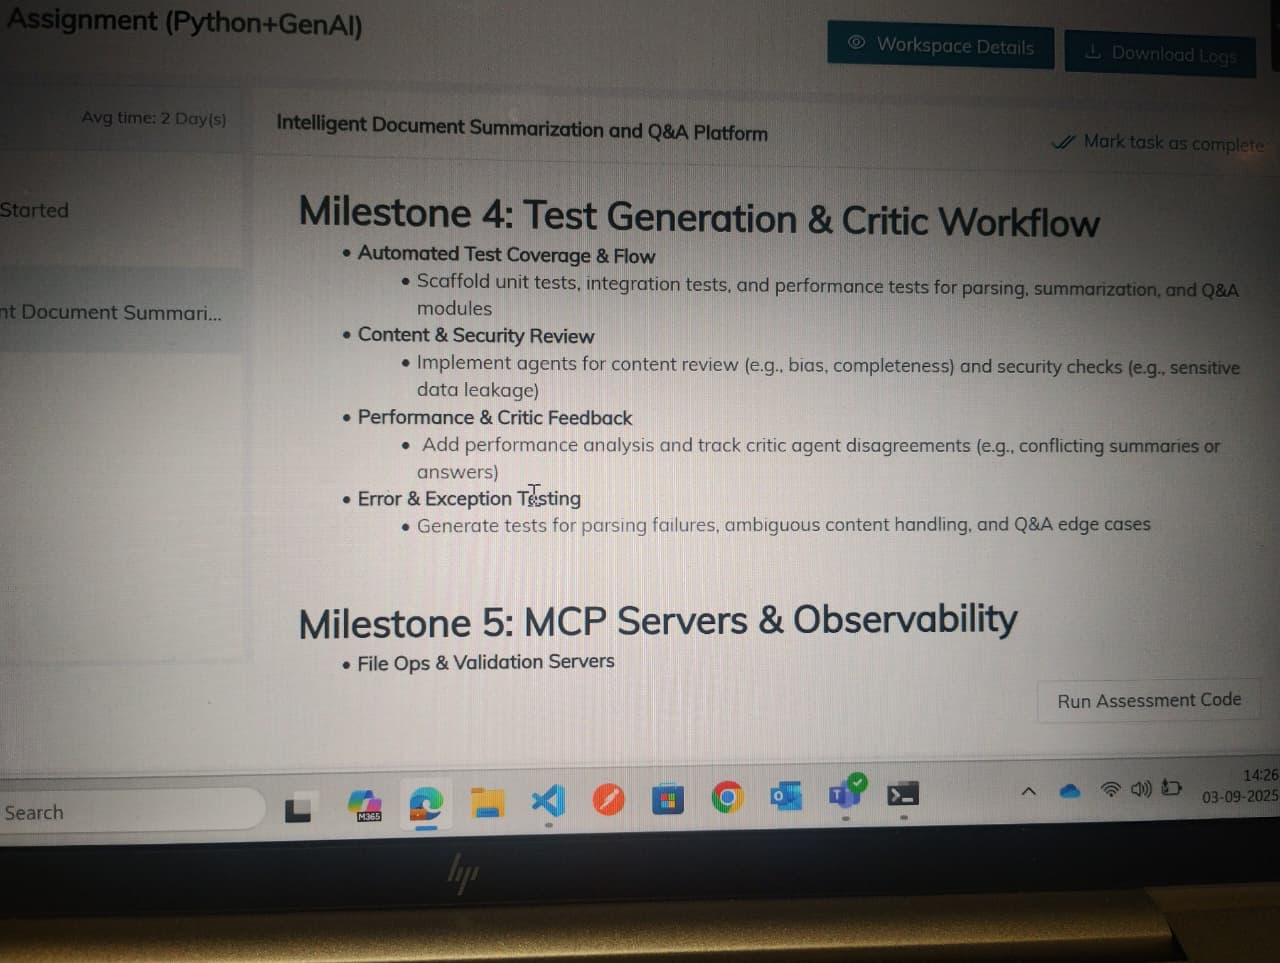 Assignment (Python+GenAI)
Workspace Details
Download Logs
Avg time: 2 Day(s)
Intelligent Document Summarization and Q&A Platform
Mark task as complete
Started
nt Document Summari...
Milestone 4: Test Generation & Critic Workflow
• Automated Test Coverage & Flow
• Scaffold unit tests, integration tests, and performance tests for parsing, summarization, and Q&A
modules
• Content & Security Review
• Implement agents for content review (e.g., bias, completeness) and security checks (e.g., sensitive
data leakage)
• Performance & Critic Feedback
• Add performance analysis and track critic agent disagreements (e.g., conflicting summaries or
answers)
• Error & Exception Testing
• Generate tests for parsing failures, ambiguous content handling, and Q&A edge cases
Milestone 5: MCP Servers & Observability
• File Ops & Validation Servers
Run Assessment Code
Search
M365
14:26
03-09-2025
hp